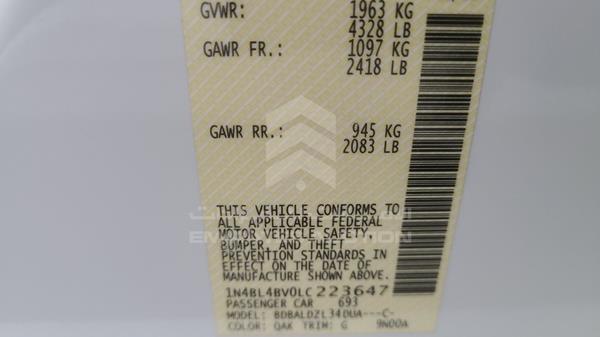 GVWR: 1963 KG
4328 LB
GAWR FR.: 1097 KG
2418 LB
GAWR RR.: 945 KG
2083 LB
THIS VEHICLE CONFORMS TO
ALL APPLICABLE FEDERAL
MOTOR VEHICLE SAFETY,
BUMPER, AND THEFT
PREVENTION STANDARDS
IN EFFECT ON THE DATE OF
MANUFACTURE SHOWN ABOVE.
1N4BL4BV0LC223647
PASSENGER CAR 693
MODEL: BDBALDZL34DUA---C-
COLOR: QAK TRIM: G 9N00A